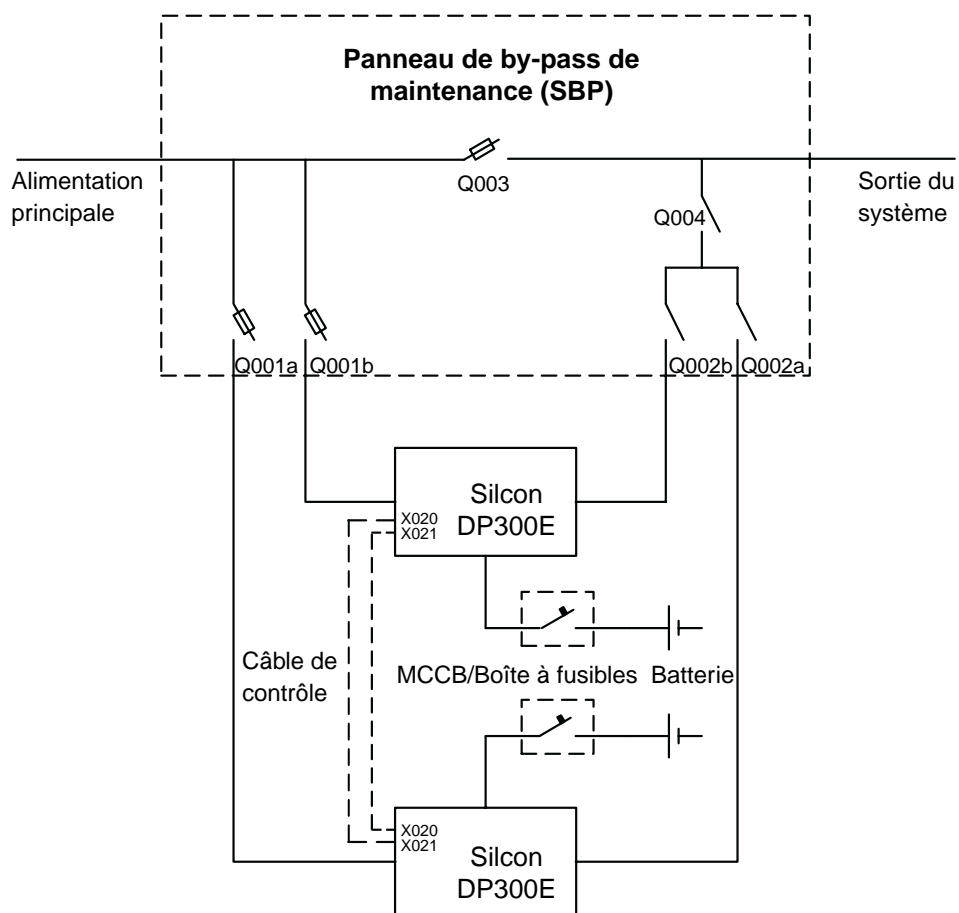 Panneau de by-pass de
maintenance (SBP)
Alimentation
principale
Q003
Sortie du
système
Q004
Q001a
Q001b
Q002b
Q002a
Silcon
DP300E
X020
X021
Câble de
contrôle
MCCB/Boîte à fusibles
Batterie
X020
X021
Silcon
DP300E